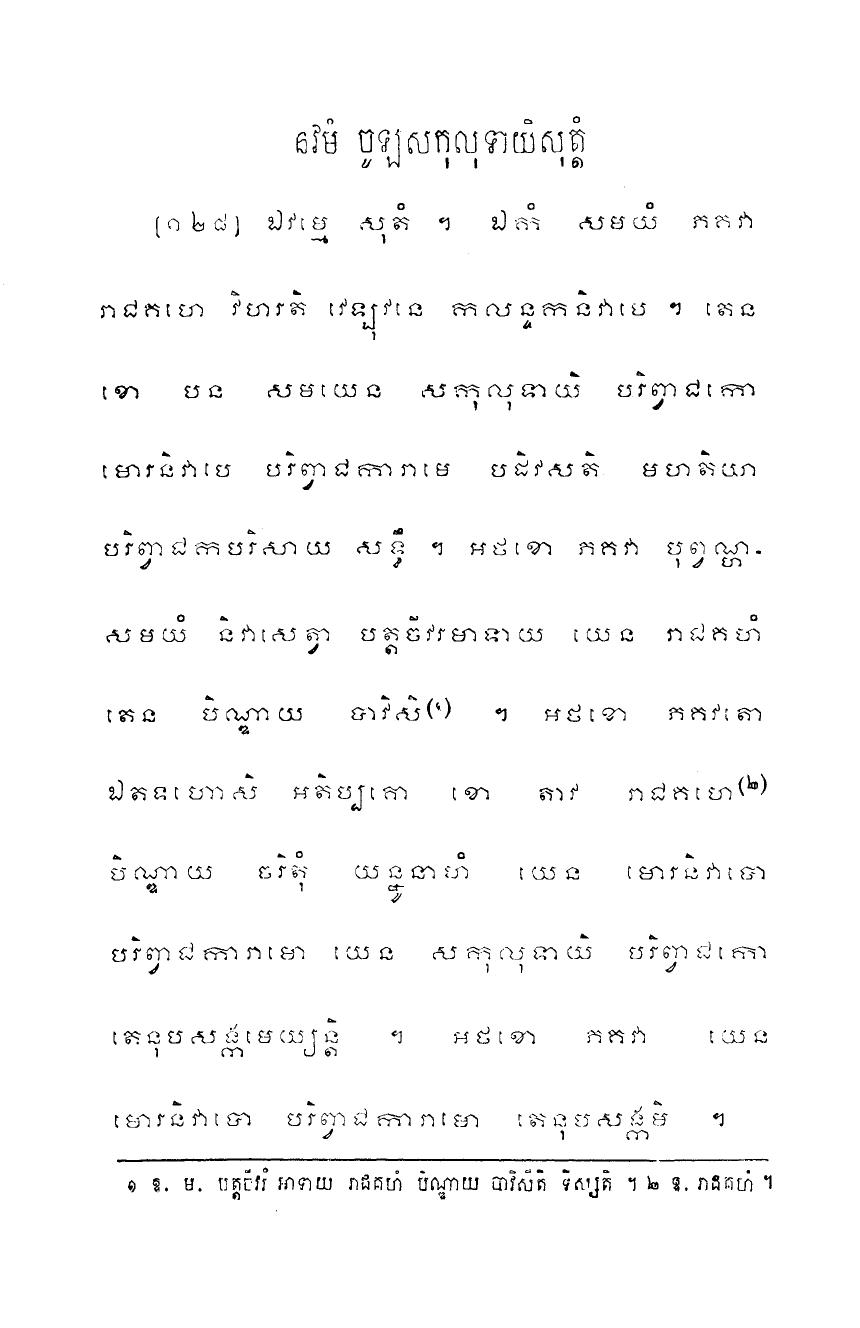 នវមំ ចូឡសកុលុទាយិសុត្តំ
[១២៨] ឯវម្មេ សុតំ ។ ឯកំ សមយំ ភគវា
រាជគហេ វិហរតិ វេឡុវនេ កលន្ទកនិវាបេ ។ តេន
ខោ បន សមយេន សកុលុទាយិ បរិព្វាជកោ
មោរនិវាបេ បរិព្វាជការាមេ បដិវសតិ មហតិយា
បរិព្វាជកបរិសាយ សទ្ធឹ ។ អថខោ ភគវា បុព្វណ្ហ-
សមយំ និវាសេត្វា បត្តចីវរមាទាយ យេន រាជគហំ
តេន បិណ្ឌាយ បាវិសិ(១) ។ អថខោ ភគវតោ
ឯតទហោសិ អតិប្បគោ ខោ តាវ រាជគហេ(២)
បិណ្ឌាយ ចរិតុំ យន្នូនាហំ យេន មោរនិវាបោ
បរិព្វាជការាមោ យេន សកុលុទាយិ បរិព្វាជកោ
តេនុបសង្កមេយ្យន្តិ ។ អថខោ ភគវា យេន
មោរនិវាបោ បរិព្វាជការាមោ តេនុបសង្កមិ ។
១ ឱ. ម. បត្តចីវរំ អាទាយ រាជគហំ បិណ្ឌាយ បាវិសីតិ ទិស្សតិ ។ ២ ឱ. រាជគហំ ។